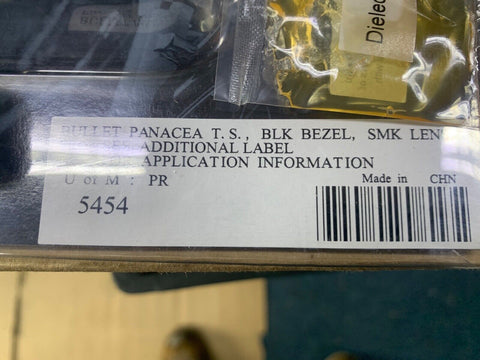 Dielec
BULLET PANACEA T.S., BLK BEZEL, SMK LEN
ADDITIONAL LABEL
APPLICATION INFORMATION
U of M : PR
Made in CHN
5454